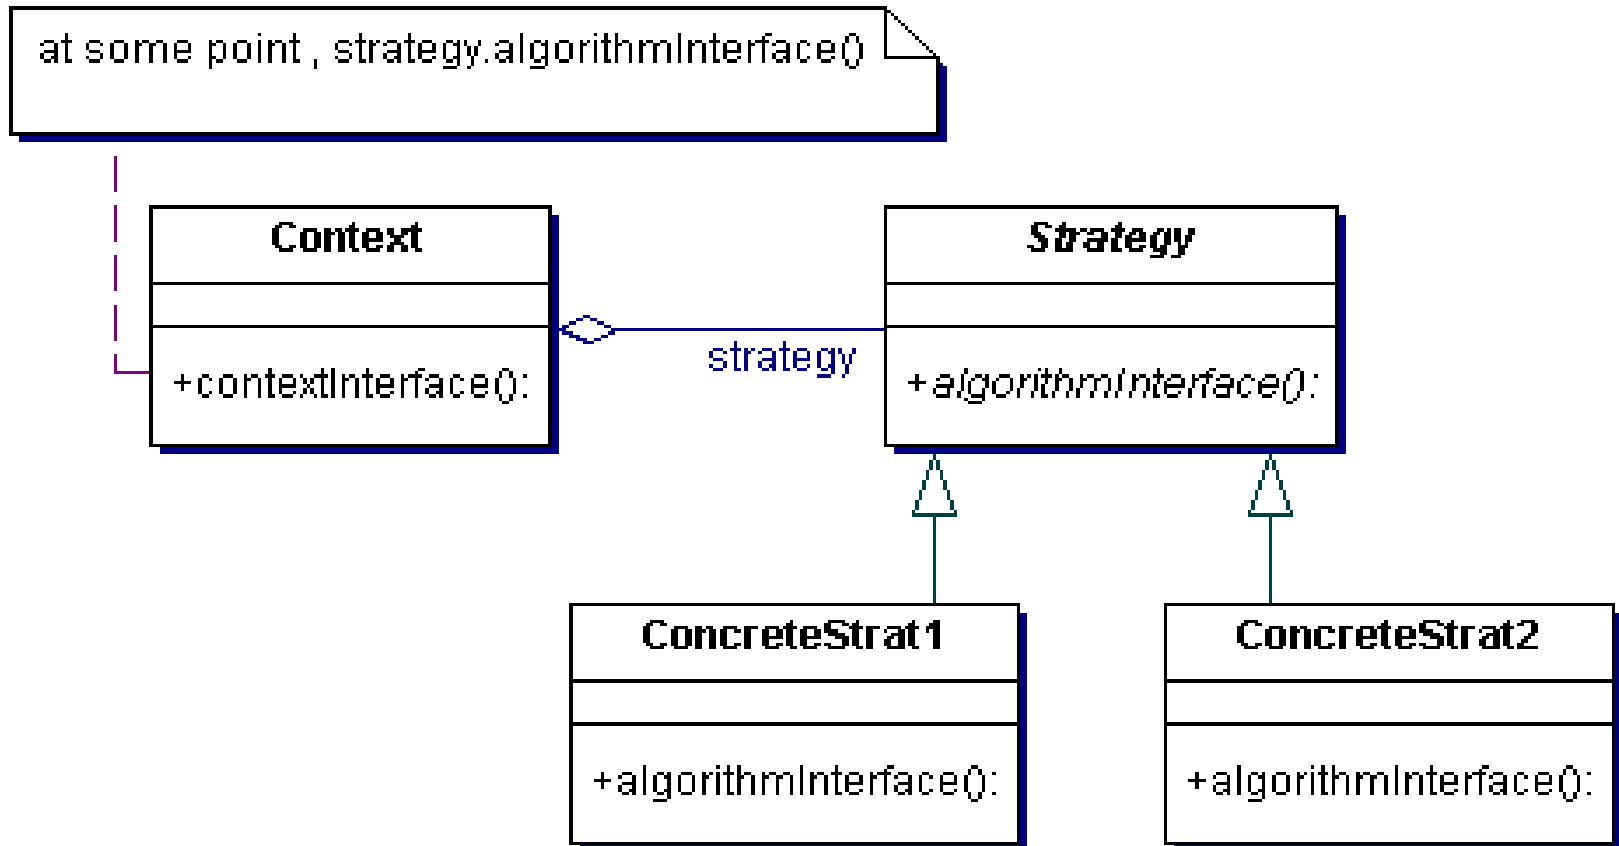 at some point , strategy.algorithmInterface()
Context
+contextInterface():
strategy
Strategy
+algorithmInterface():
ConcreteStrat1
+algorithmInterface():
ConcreteStrat2
+algorithmInterface():